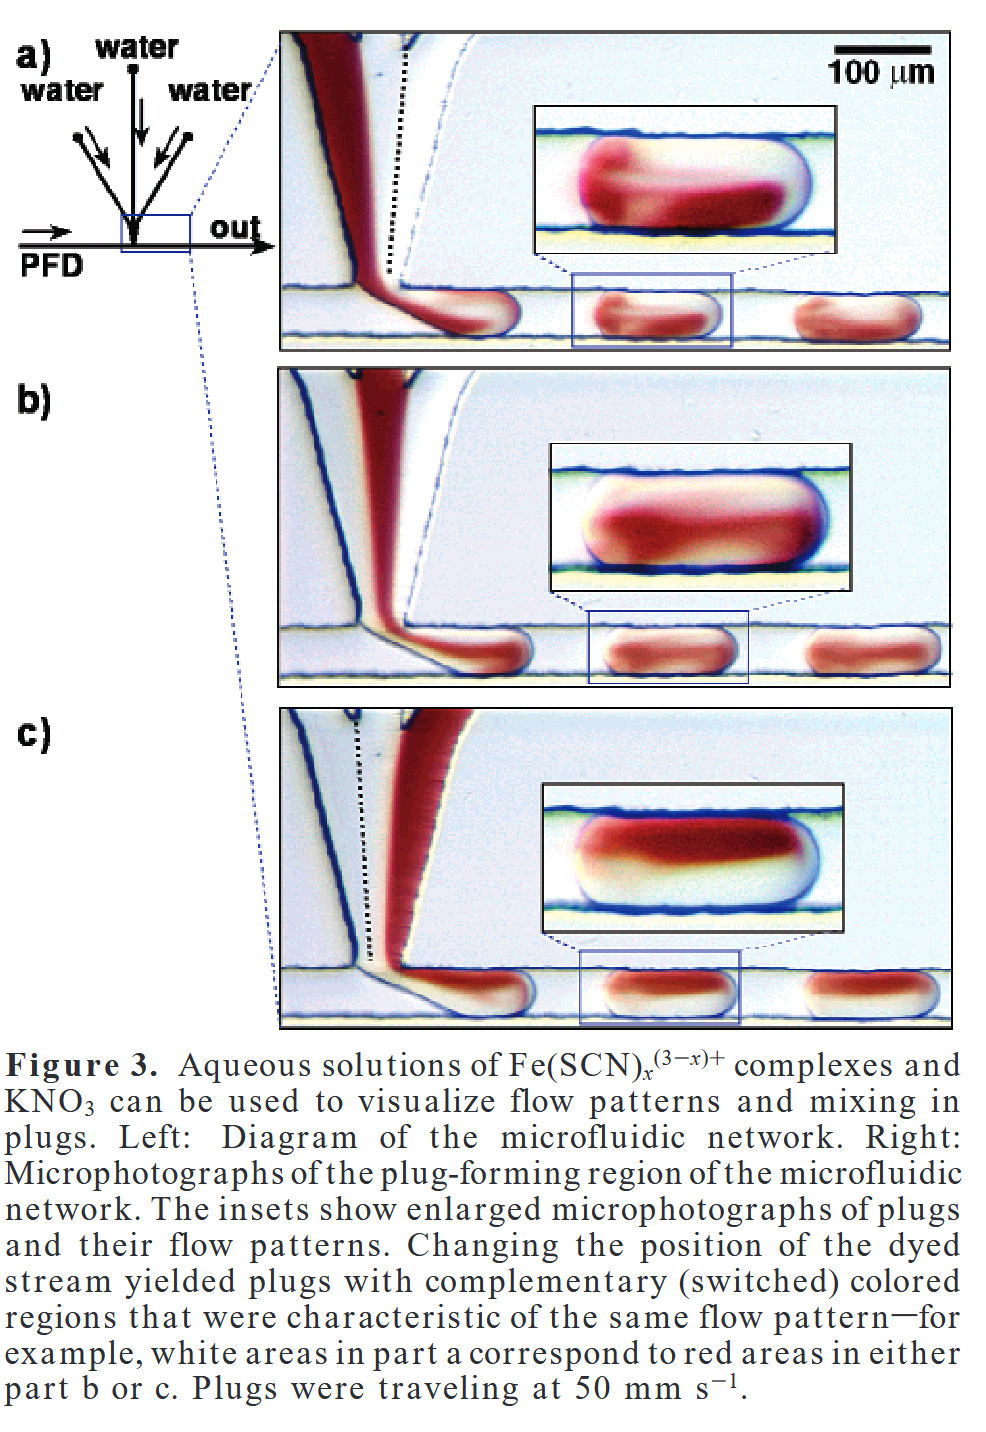 a)
water
water
water
out
PFD
100 μm
b)
c)
Figure 3. Aqueous solutions of Fe(SCN)ₓ⁽³⁻ˣ⁾⁺ complexes and
KNO₃ can be used to visualize flow patterns and mixing in
plugs. Left: Diagram of the microfluidic network. Right:
Microphotographs of the plug-forming region of the microfluidic
network. The insets show enlarged microphotographs of plugs
and their flow patterns. Changing the position of the dyed
stream yielded plugs with complementary (switched) colored
regions that were characteristic of the same flow pattern—for
example, white areas in part a correspond to red areas in either
part b or c. Plugs were traveling at 50 mm s⁻¹.